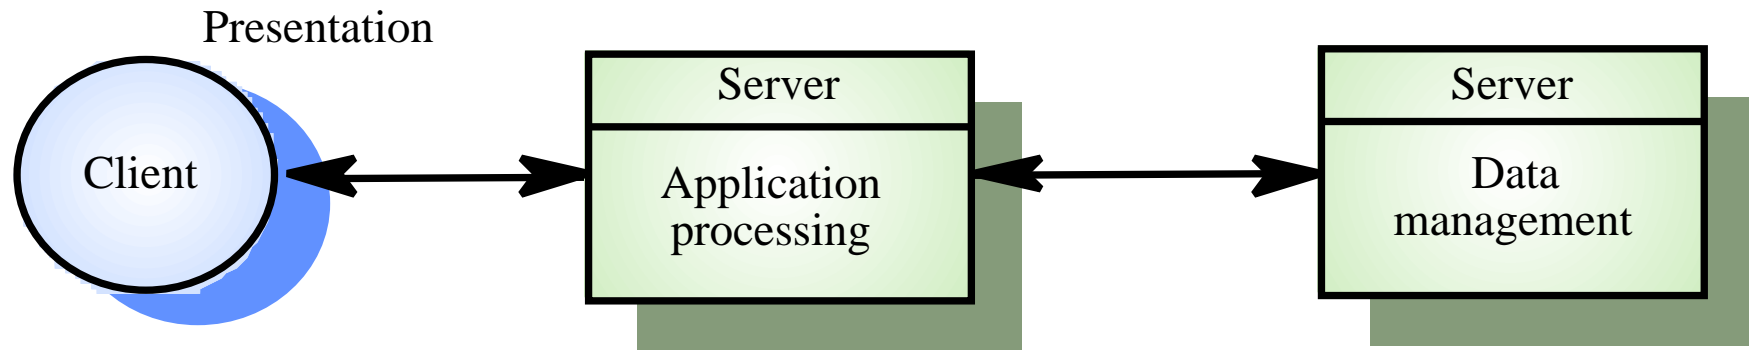 Presentation
Client
Server
Application
processing
Server
Data
management